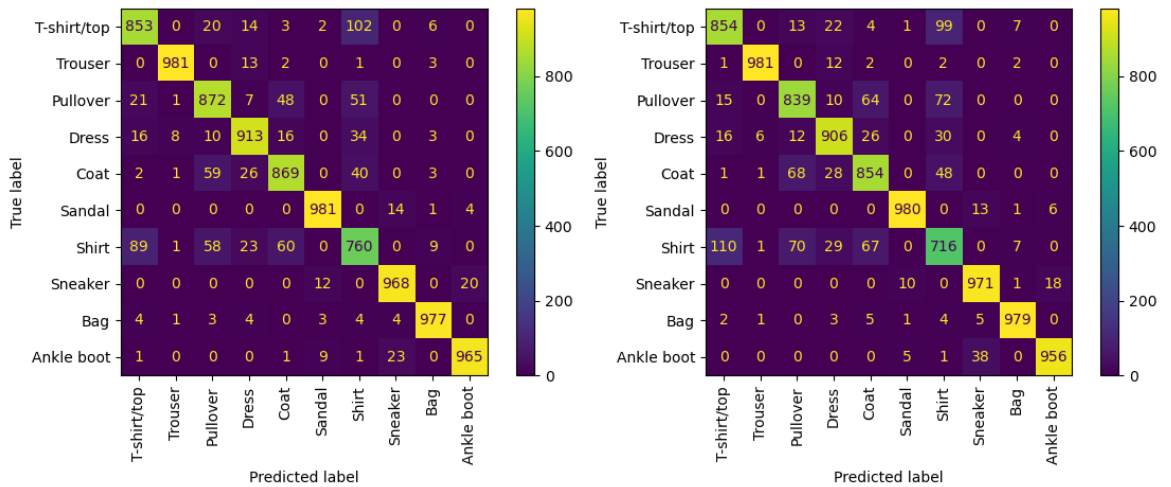 T-shirt/top 853 0 20 14 3 2 102 0 6 0
Trouser 0 981 0 13 2 0 1 0 3 0
Pullover 21 1 872 7 48 0 51 0 0 0
Dress 16 8 10 913 16 0 34 0 3 0
Coat 2 1 59 26 869 0 40 0 3 0
Sandal 0 0 0 0 0 981 0 14 1 4
Shirt 89 1 58 23 60 0 760 0 9 0
Sneaker 0 0 0 0 0 12 0 968 0 20
Bag 4 1 3 4 0 3 4 4 977 0
Ankle boot 1 0 0 0 1 9 1 23 0 965
True label
T-shirt/top
Trouser
Pullover
Dress
Coat
Sandal
Shirt
Sneaker
Bag
Ankle boot
Predicted label
800
600
400
200
0
T-shirt/top 854 0 13 22 4 1 99 0 7 0
Trouser 1 981 0 12 2 0 2 0 2 0
Pullover 15 0 839 10 64 0 72 0 0 0
Dress 16 6 12 906 26 0 30 0 4 0
Coat 1 1 68 28 854 0 48 0 0 0
Sandal 0 0 0 0 0 980 0 13 1 6
Shirt 110 1 70 29 67 0 716 0 7 0
Sneaker 0 0 0 0 0 10 0 971 1 18
Bag 2 1 0 3 5 1 4 5 979 0
Ankle boot 0 0 0 0 0 5 1 38 0 956
True label
T-shirt/top
Trouser
Pullover
Dress
Coat
Sandal
Shirt
Sneaker
Bag
Ankle boot
Predicted label
800
600
400
200
0